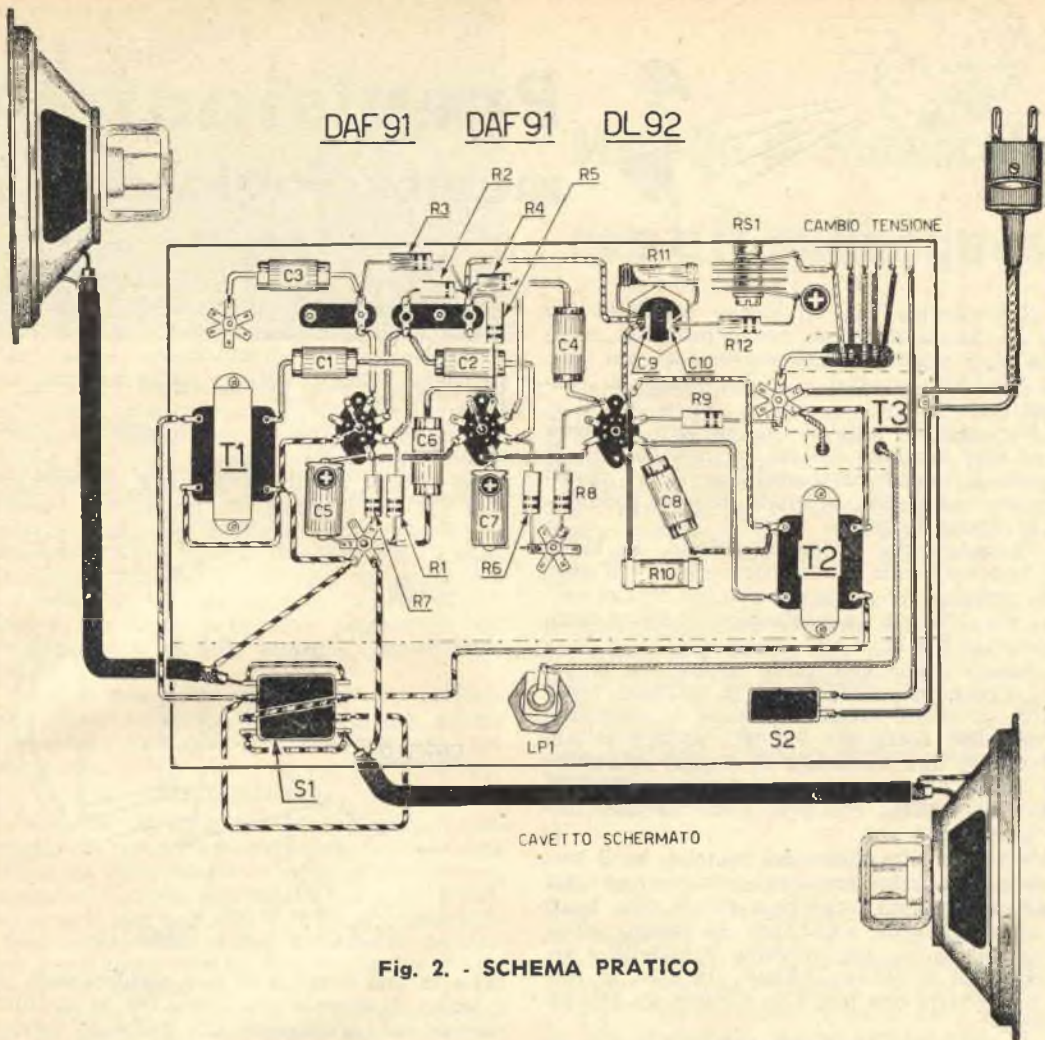 DAF91 DAF91 DL92
R2
R5
R3
R4
RS1 CAMBIO TENSIONE
R11
C3
C4
R12
C1
C2
C9 C10
R9
T3
T1
C6
R8
C5
C7
C8
T2
R1
R6
R10
R7
LP1
S2
S1
CAVETTO SCHERMATO
Fig. 2. - SCHEMA PRATICO